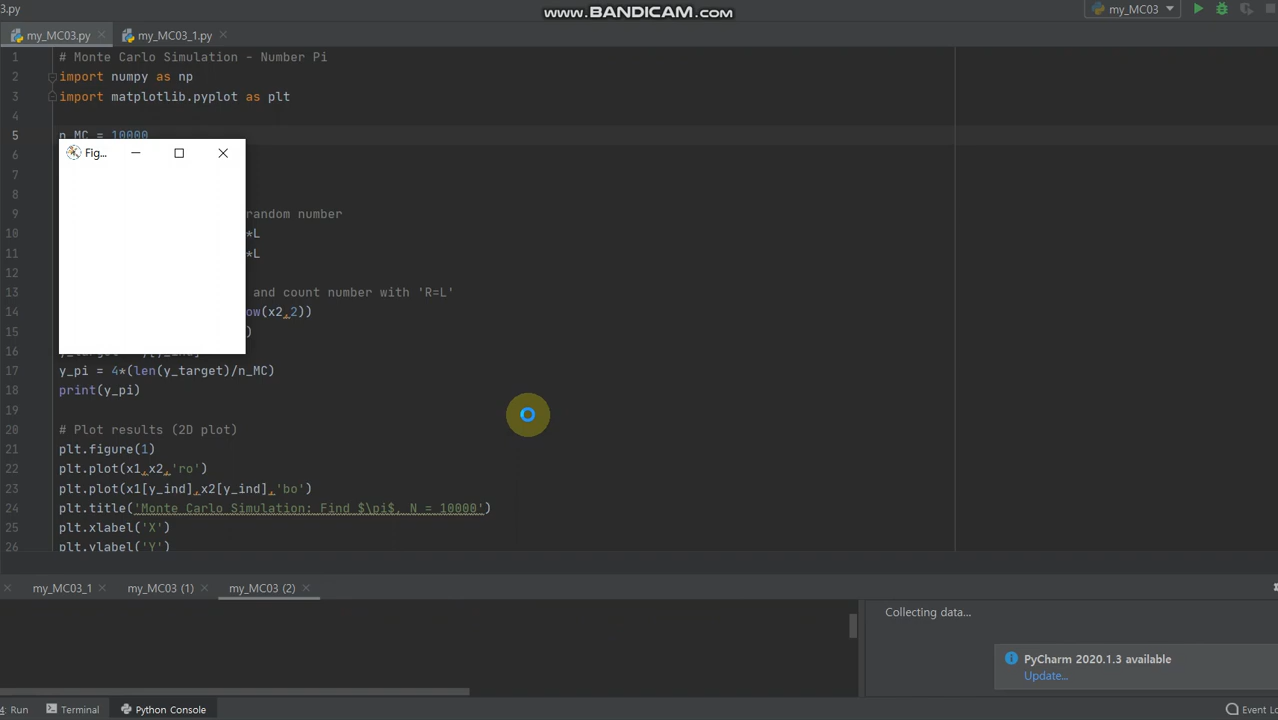 3.py
www.BANDICAM.com
my_MC03
my_MC03.py
my_MC03_1.py
1 # Monte Carlo Simulation - Number Pi
2 import numpy as np
3 import matplotlib.pyplot as plt
4
5 n_MC = 10000
Fig...
6
7
8
9 random number
10 *L
11 *L
12
13 and count number with 'R=L'
14 ow(x2,2))
15 )
16
17 y_pi = 4*(len(y_target)/n_MC)
18 print(y_pi)
19
20 # Plot results (2D plot)
21 plt.figure(1)
22 plt.plot(x1,x2,'ro')
23 plt.plot(x1[y_ind],x2[y_ind],'bo')
24 plt.title('Monte Carlo Simulation: Find $\pi$, N = 10000')
25 plt.xlabel('X')
26 plt.ylabel('Y')
my_MC03_1
my_MC03 (1)
my_MC03 (2)
Collecting data...
PyCharm 2020.1.3 available
Update...
4: Run
Terminal
Python Console
Event Lo